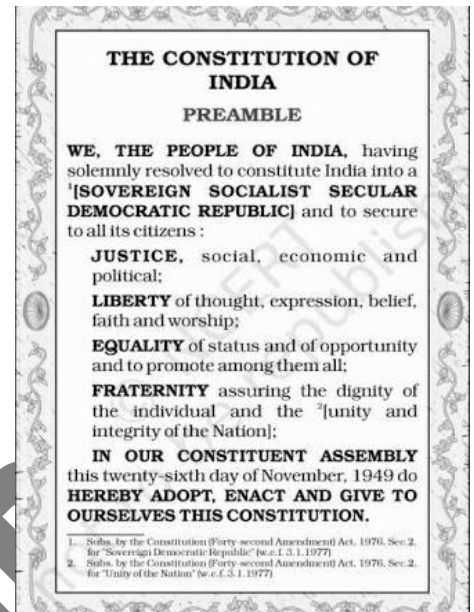 THE CONSTITUTION OF
INDIA
PREAMBLE
WE, THE PEOPLE OF INDIA, having
solemnly resolved to constitute India into a
¹[SOVEREIGN SOCIALIST SECULAR
DEMOCRATIC REPUBLIC] and to secure
to all its citizens :
JUSTICE, social, economic and
political;
LIBERTY of thought, expression, belief,
faith and worship;
EQUALITY of status and of opportunity
and to promote among them all;
FRATERNITY assuring the dignity of
the individual and the ²[unity and
integrity of the Nation];
IN OUR CONSTITUENT ASSEMBLY
this twenty-sixth day of November, 1949 do
HEREBY ADOPT, ENACT AND GIVE TO
OURSELVES THIS CONSTITUTION.
1. Subs. by the Constitution (Forty-second Amendment) Act, 1976, Sec.2,
for "Sovereign Democratic Republic" (w.e.f. 3.1.1977)
2. Subs. by the Constitution (Forty-second Amendment) Act, 1976, Sec.2,
for "Unity of the Nation" (w.e.f. 3.1.1977)